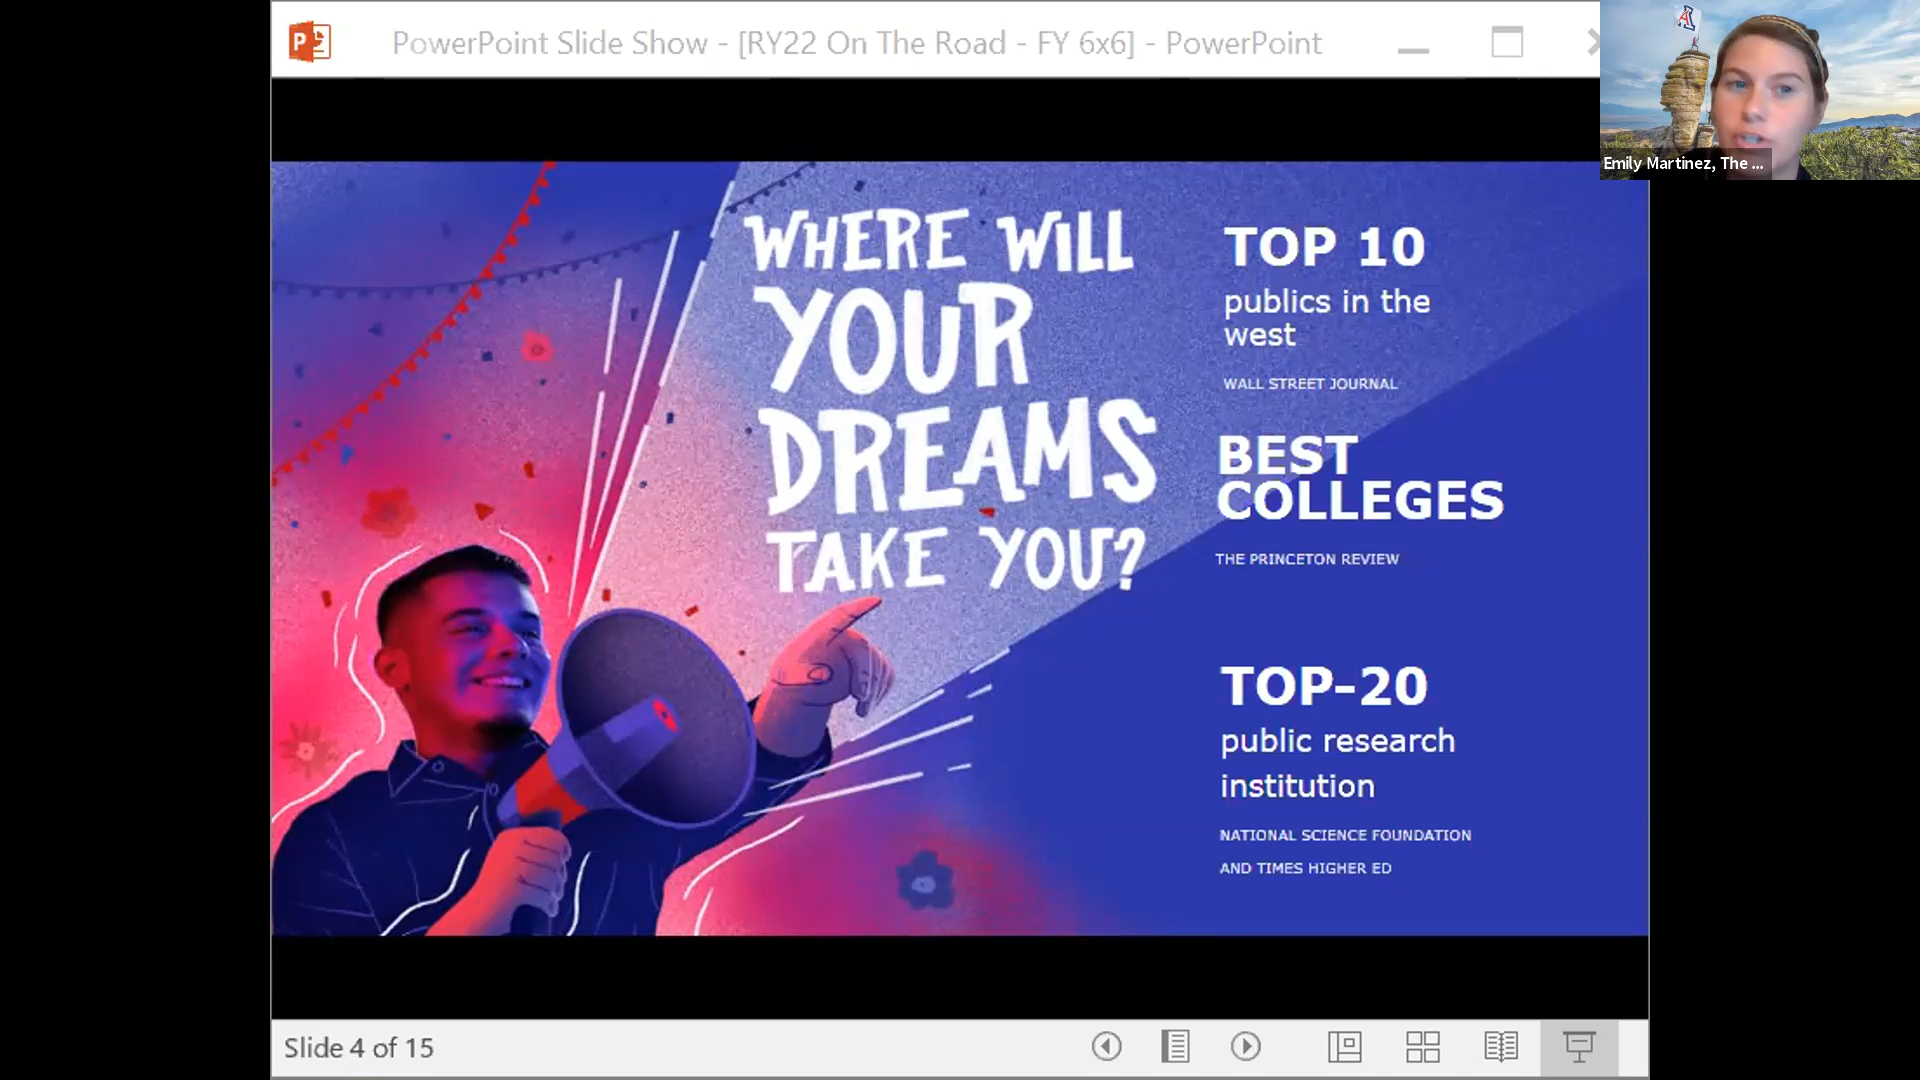 PowerPoint Slide Show - [RY22 On The Road - FY 6x6] - PowerPoint
Emily Martinez, The ...
WHERE WILL
YOUR
DREAMS
TAKE YOU?
TOP 10
publics in the
west
WALL STREET JOURNAL
BEST
COLLEGES
THE PRINCETON REVIEW
TOP-20
public research
institution
NATIONAL SCIENCE FOUNDATION
AND TIMES HIGHER ED
Slide 4 of 15